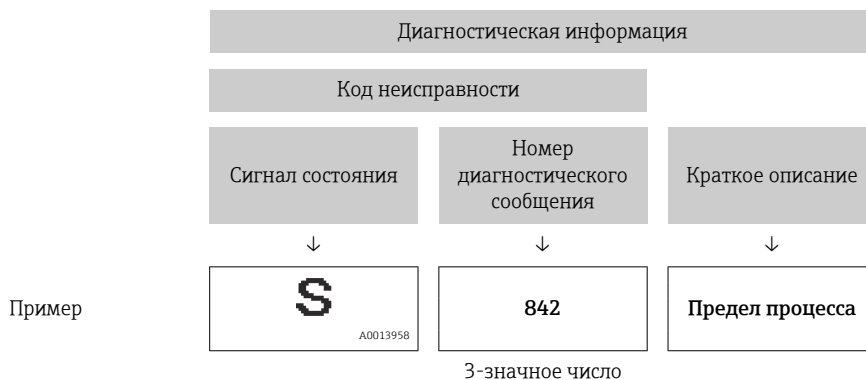 Диагностическая информация
Код неисправности
Сигнал состояния
Номер
диагностического
сообщения
Краткое описание
↓ ↓ ↓
Пример
S
A0013958
842
Предел процесса
3-значное число